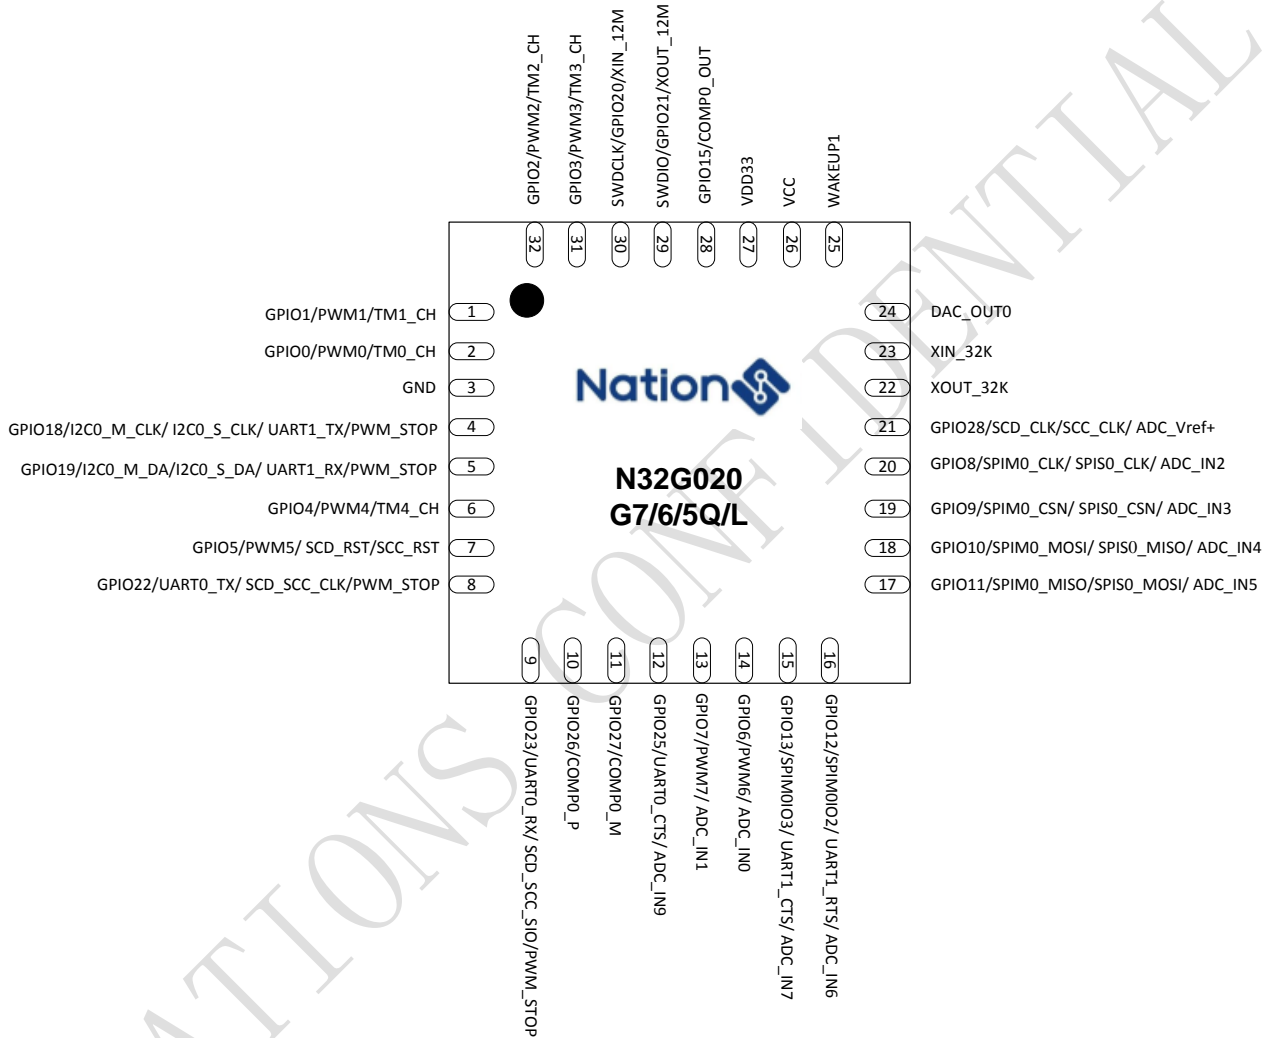 GPIO2/PWM2/TM2_CH
GPIO3/PWM3/TM3_CH
SWDCLK/GPIO20/XIN_12M
SWDIO/GPIO21/XOUT_12M
GPIO15/COMP0_OUT
VDD33
VCC
WAKEUP1
32
31
30
29
28
27
26
25
GPIO1/PWM1/TM1_CH
1
GPIO0/PWM0/TM0_CH
2
GND
3
GPIO18/I2C0_M_CLK/ I2C0_S_CLK/ UART1_TX/PWM_STOP
4
GPIO19/I2C0_M_DA/I2C0_S_DA/ UART1_RX/PWM_STOP
5
GPIO4/PWM4/TM4_CH
6
GPIO5/PWM5/ SCD_RST/SCC_RST
7
GPIO22/UART0_TX/ SCD_SCC_CLK/PWM_STOP
8
Nation
N32G020
G7/6/5Q/L
24
DAC_OUT0
23
XIN_32K
22
XOUT_32K
21
GPIO28/SCD_CLK/SCC_CLK/ ADC_Vref+
20
GPIO8/SPIM0_CLK/ SPIS0_CLK/ ADC_IN2
19
GPIO9/SPIM0_CSN/ SPIS0_CSN/ ADC_IN3
18
GPIO10/SPIM0_MOSI/ SPIS0_MISO/ ADC_IN4
17
GPIO11/SPIM0_MISO/SPIS0_MOSI/ ADC_IN5
9
10
11
12
13
14
15
16
GPIO23/UART0_RX/ SCD_SCC_SIO/PWM_STOP
GPIO26/COMP0_P
GPIO27/COMP0_M
GPIO25/UART0_CTS/ ADC_IN9
GPIO7/PWM7/ ADC_IN1
GPIO6/PWM6/ ADC_IN0
GPIO13/SPIM0IO3/ UART1_CTS/ ADC_IN7
GPIO12/SPIM0IO2/ UART1_RTS/ ADC_IN6
ATIONS CONFIDENTIAL